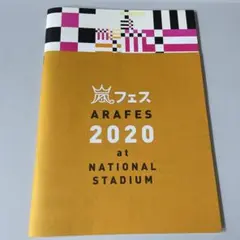 嵐フェス
ARAFES
2020
at
NATIONAL
STADIUM